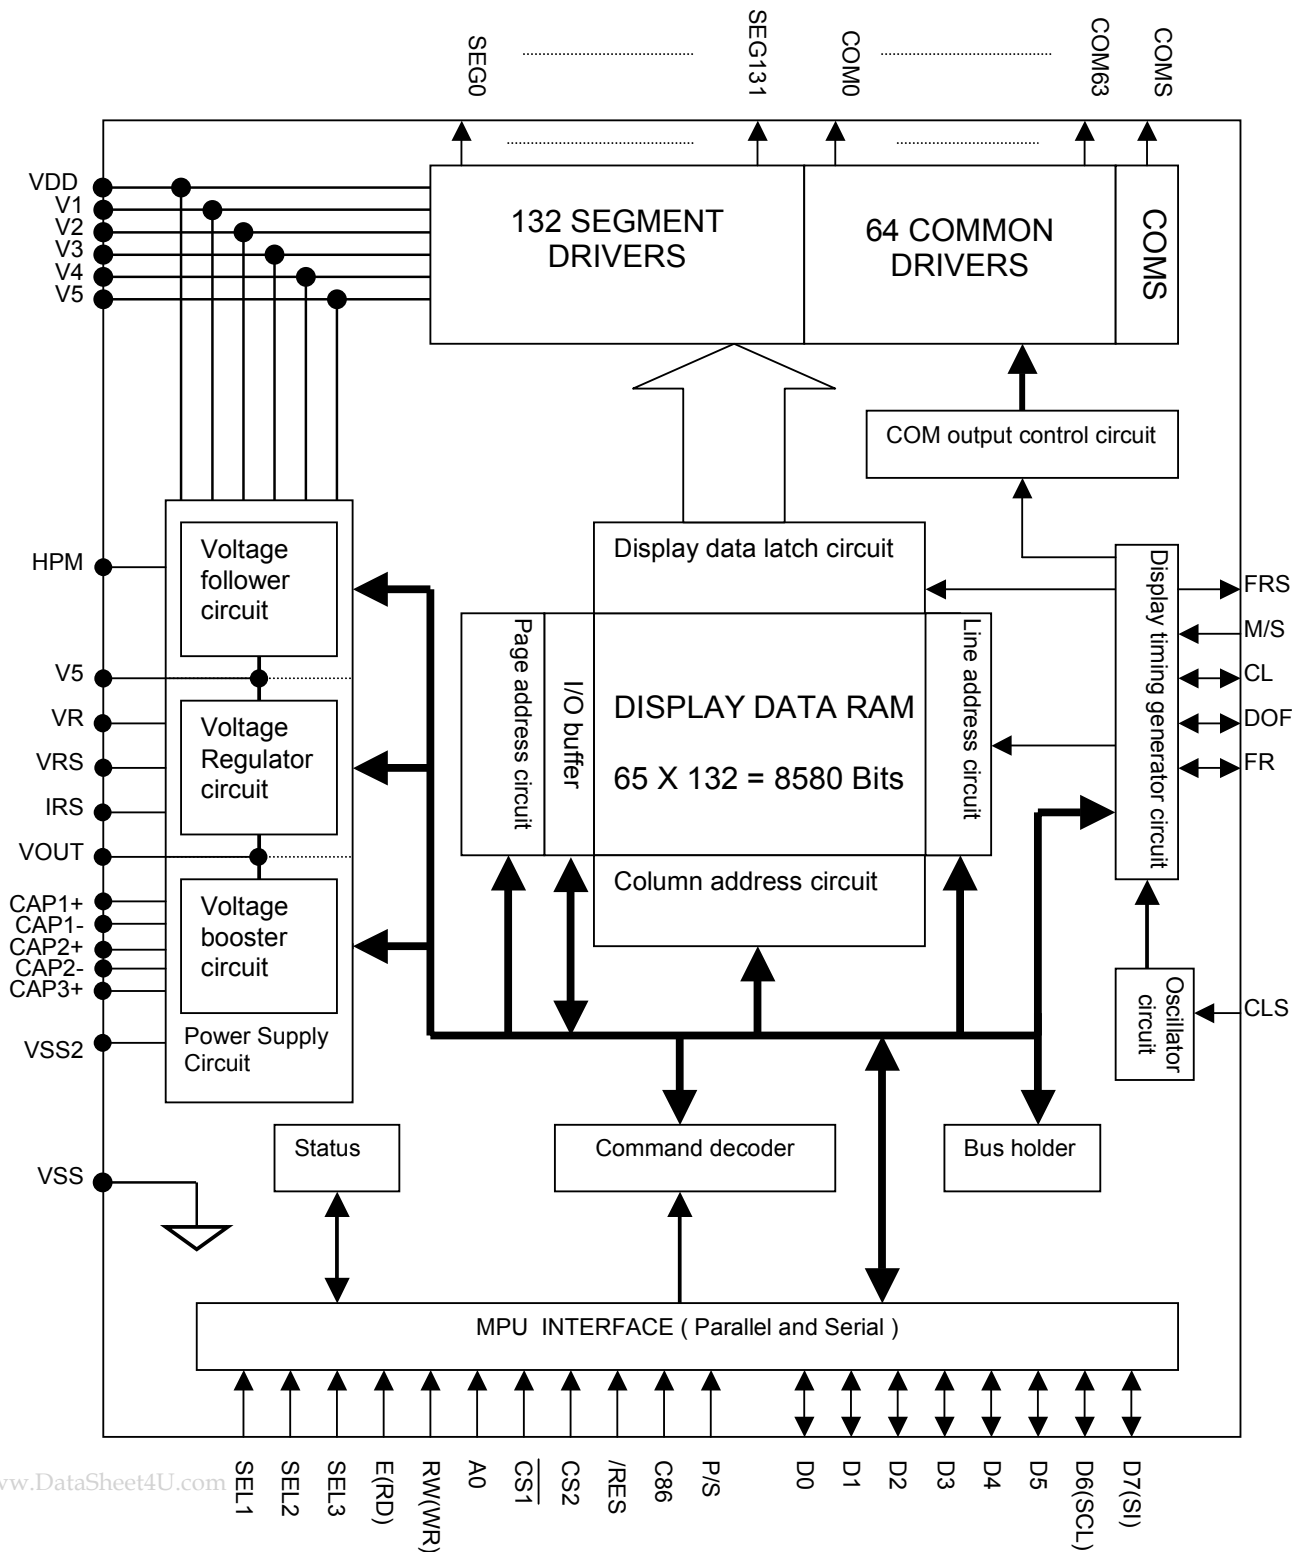 SEG0
SEG131
COM0
COM63
COMS
VDD
V1
V2
V3
V4
V5
132 SEGMENT
DRIVERS
64 COMMON
DRIVERS
COMS
COM output control circuit
HPM
V5
VR
VRS
IRS
VOUT
CAP1+
CAP1-
CAP2+
CAP2-
CAP3+
VSS2
VSS
Voltage
follower
circuit
Voltage
Regulator
circuit
Voltage
booster
circuit
Power Supply
Circuit
Display data latch circuit
Page address circuit
I/O buffer
DISPLAY DATA RAM
65 X 132 = 8580 Bits
Line address circuit
Column address circuit
Display timing generator circuit
FRS
M/S
CL
DOF
FR
Oscillator
circuit
CLS
Status
Command decoder
Bus holder
MPU INTERFACE ( Parallel and Serial )
SEL1
SEL2
SEL3
E(RD)
RW(WR)
A0
CS1
CS2
/RES
C86
P/S
D0
D1
D2
D3
D4
D5
D6(SCL)
D7(SI)
ww.DataSheet4U.com